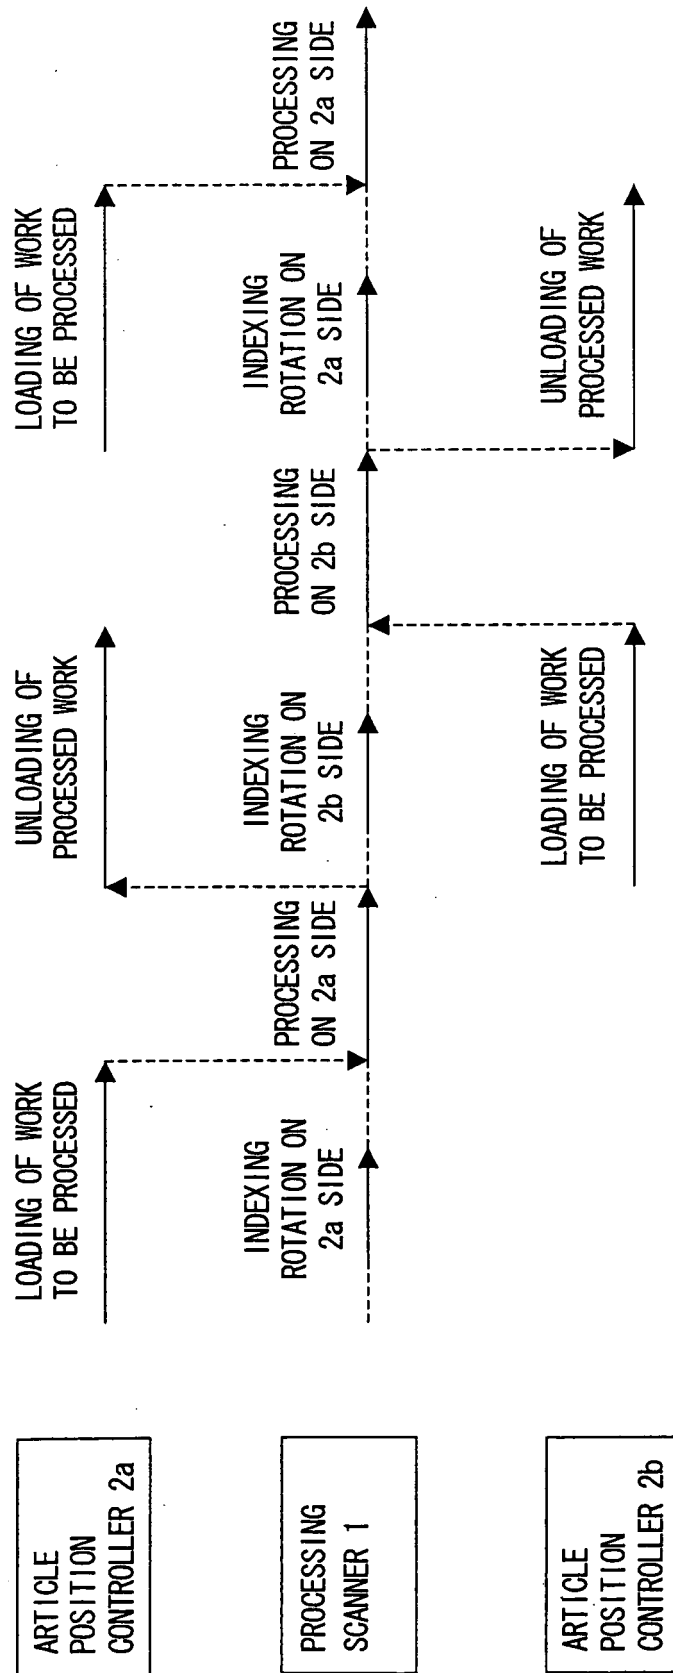 ARTICLE
POSITION
CONTROLLER 2a
LOADING OF WORK
TO BE PROCESSED
UNLOADING OF
PROCESSED WORK
LOADING OF WORK
TO BE PROCESSED
PROCESSING
SCANNER 1
INDEXING
ROTATION ON
2a SIDE
PROCESSING
ON 2a SIDE
INDEXING
ROTATION ON
2b SIDE
PROCESSING
ON 2b SIDE
INDEXING
ROTATION ON
2a SIDE
PROCESSING
ON 2a SIDE
ARTICLE
POSITION
CONTROLLER 2b
LOADING OF WORK
TO BE PROCESSED
UNLOADING OF
PROCESSED WORK